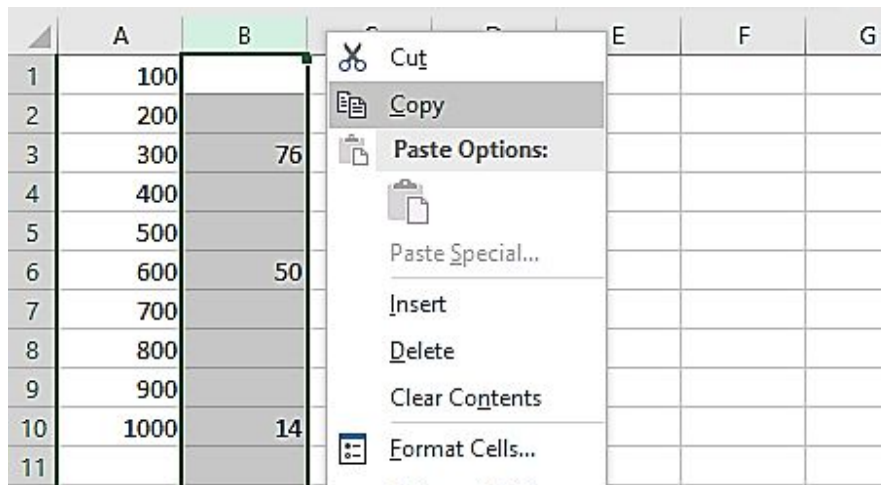 A B E F G
1 100 Cut
2 200 Copy
3 300 76 Paste Options:
4 400
5 500 Paste Special...
6 600 50
7 700 Insert
8 800 Delete
9 900 Clear Contents
10 1000 14 Format Cells...
11